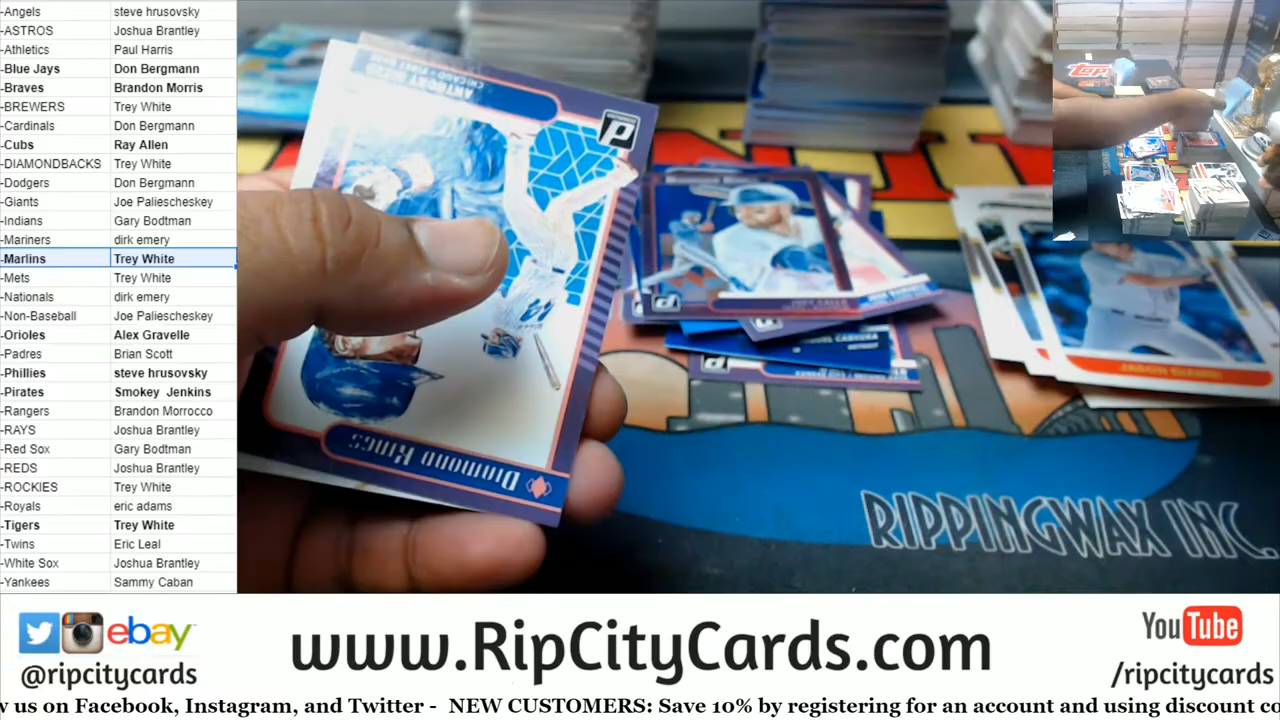 -Angels steve hrusovsky
-ASTROS Joshua Brantley
-Athletics Paul Harris
-Blue Jays Don Bergmann
-Braves Brandon Morris
-BREWERS Trey White
-Cardinals Don Bergmann
-Cubs Ray Allen
-DIAMONDBACKS Trey White
-Dodgers Don Bergmann
-Giants Joe Paliescheskey
-Indians Gary Bodtman
-Mariners dirk emery
-Marlins Trey White
-Mets Trey White
-Nationals dirk emery
-Non-Baseball Joe Paliescheskey
-Orioles Alex Gravelle
-Padres Brian Scott
-Phillies steve hrusovsky
-Pirates Smokey Jenkins
-Rangers Brandon Morrocco
-RAYS Joshua Brantley
-Red Sox Gary Bodtman
-REDS Joshua Brantley
-ROCKIES Trey White
-Royals eric adams
-Tigers Trey White
-Twins Eric Leal
-White Sox Joshua Brantley
-Yankees Sammy Caban
ANTHONY
Diamond Kings
JASON GIAMBI
RIPPINGWAX INC.
Topps
ebay
@ripcitycards
www.RipCityCards.com
YouTube
/ripcitycards
w us on Facebook, Instagram, and Twitter - NEW CUSTOMERS: Save 10% by registering for an account and using discount co